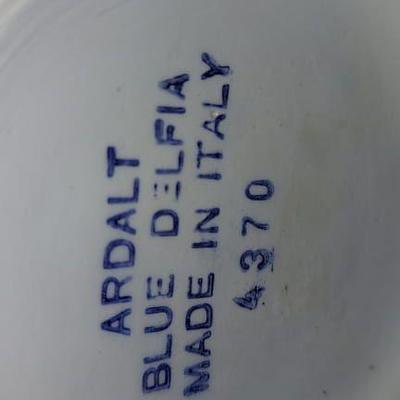 ARDALT
BLUE DELFIA
MADE IN ITALY
4370